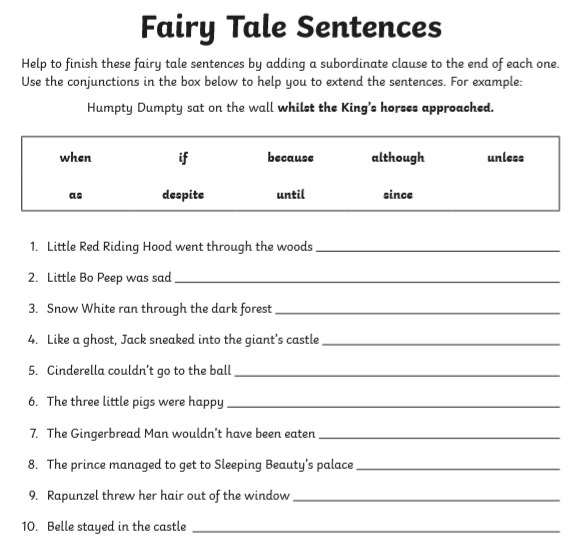 Fairy Tale Sentences
Help to finish these fairy tale sentences by adding a subordinate clause to the end of each one.
Use the conjunctions in the box below to help you to extend the sentences. For example:
Humpty Dumpty sat on the wall whilst the King's horses approached.
when if because although unless
as despite until since
1. Little Red Riding Hood went through the woods
2. Little Bo Peep was sad
3. Snow White ran through the dark forest
4. Like a ghost, Jack sneaked into the giant's castle
5. Cinderella couldn't go to the ball
6. The three little pigs were happy
7. The Gingerbread Man wouldn't have been eaten
8. The prince managed to get to Sleeping Beauty's palace
9. Rapunzel threw her hair out of the window
10. Belle stayed in the castle